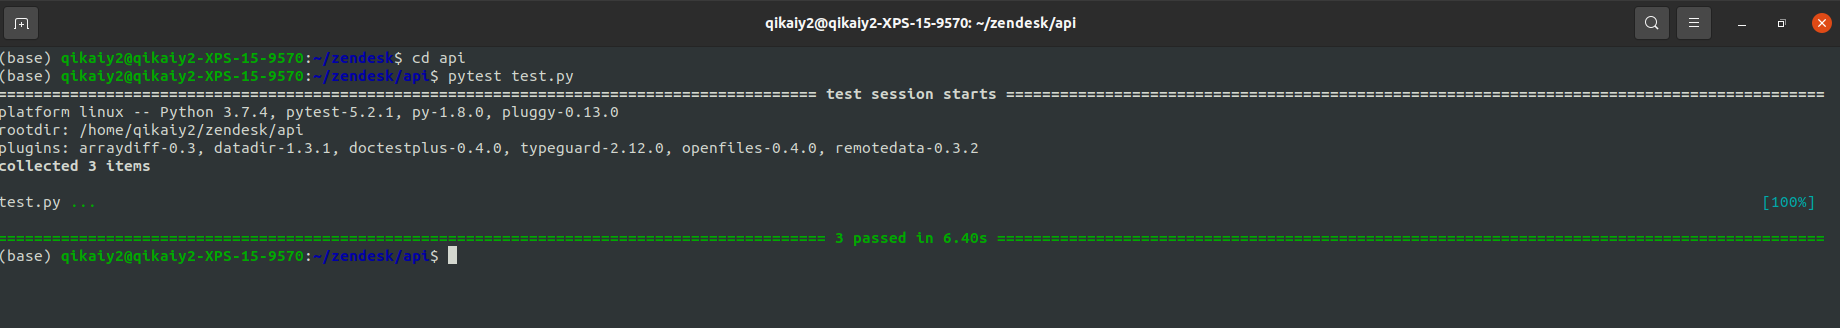 qikaiy2@qikaiy2-XPS-15-9570: ~/zendesk/api
(base) qikaiy2@qikaiy2-XPS-15-9570:~/zendesk$ cd api
(base) qikaiy2@qikaiy2-XPS-15-9570:~/zendesk/api$ pytest test.py
=========================================================================================== test session starts ===========================================================================================
platform linux -- Python 3.7.4, pytest-5.2.1, py-1.8.0, pluggy-0.13.0
rootdir: /home/qikaiy2/zendesk/api
plugins: arraydiff-0.3, datadir-1.3.1, doctestplus-0.4.0, typeguard-2.12.0, openfiles-0.4.0, remotedata-0.3.2
collected 3 items
test.py ... [100%]
============================================================================================ 3 passed in 6.40s ============================================================================================
(base) qikaiy2@qikaiy2-XPS-15-9570:~/zendesk/api$